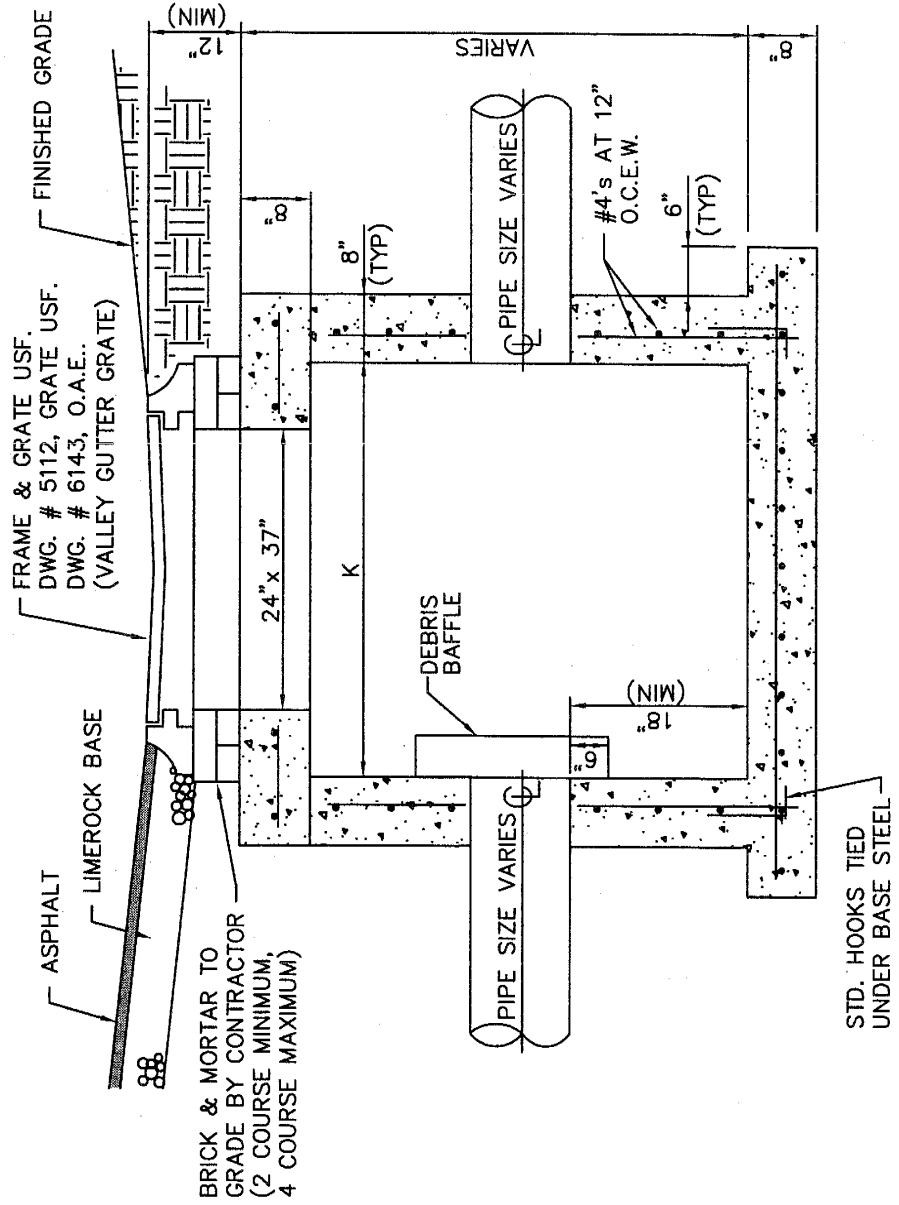 FRAME & GRATE USF.
DWG. # 5112, GRATE USF.
DWG. # 6143, O.A.E..
(VALLEY GUTTER GRATE)
FINISHED GRADE
ASPHALT
LIMEROCK BASE
BRICK & MORTAR TO
GRADE BY CONTRACTOR
(2 COURSE MINIMUM,
4 COURSE MAXIMUM)
12"
(MIN)
8"
24" x 37"
8"
(TYP)
K
VARIES
DEBRIS
BAFFLE
PIPE SIZE VARIES
PIPE SIZE VARIES
#4's AT 12"
O.C.E.W.
6"
18"
(MIN)
6"
(TYP)
8"
STD. HOOKS TIED
UNDER BASE STEEL